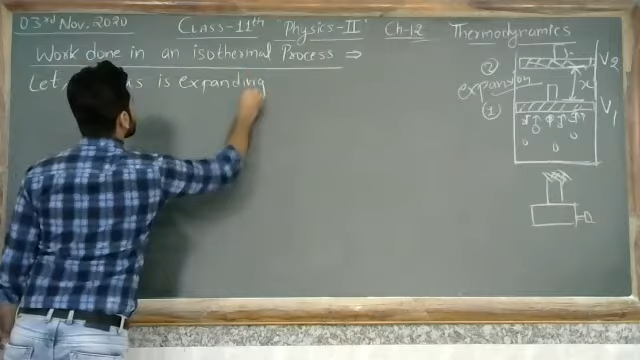 03rd Nov. 2020 Class-11th "Physics-II" Ch-12 Thermodynamics
Work done in an isothermal Process ⇒
Let is expanding
② V2
expansion x
① V1